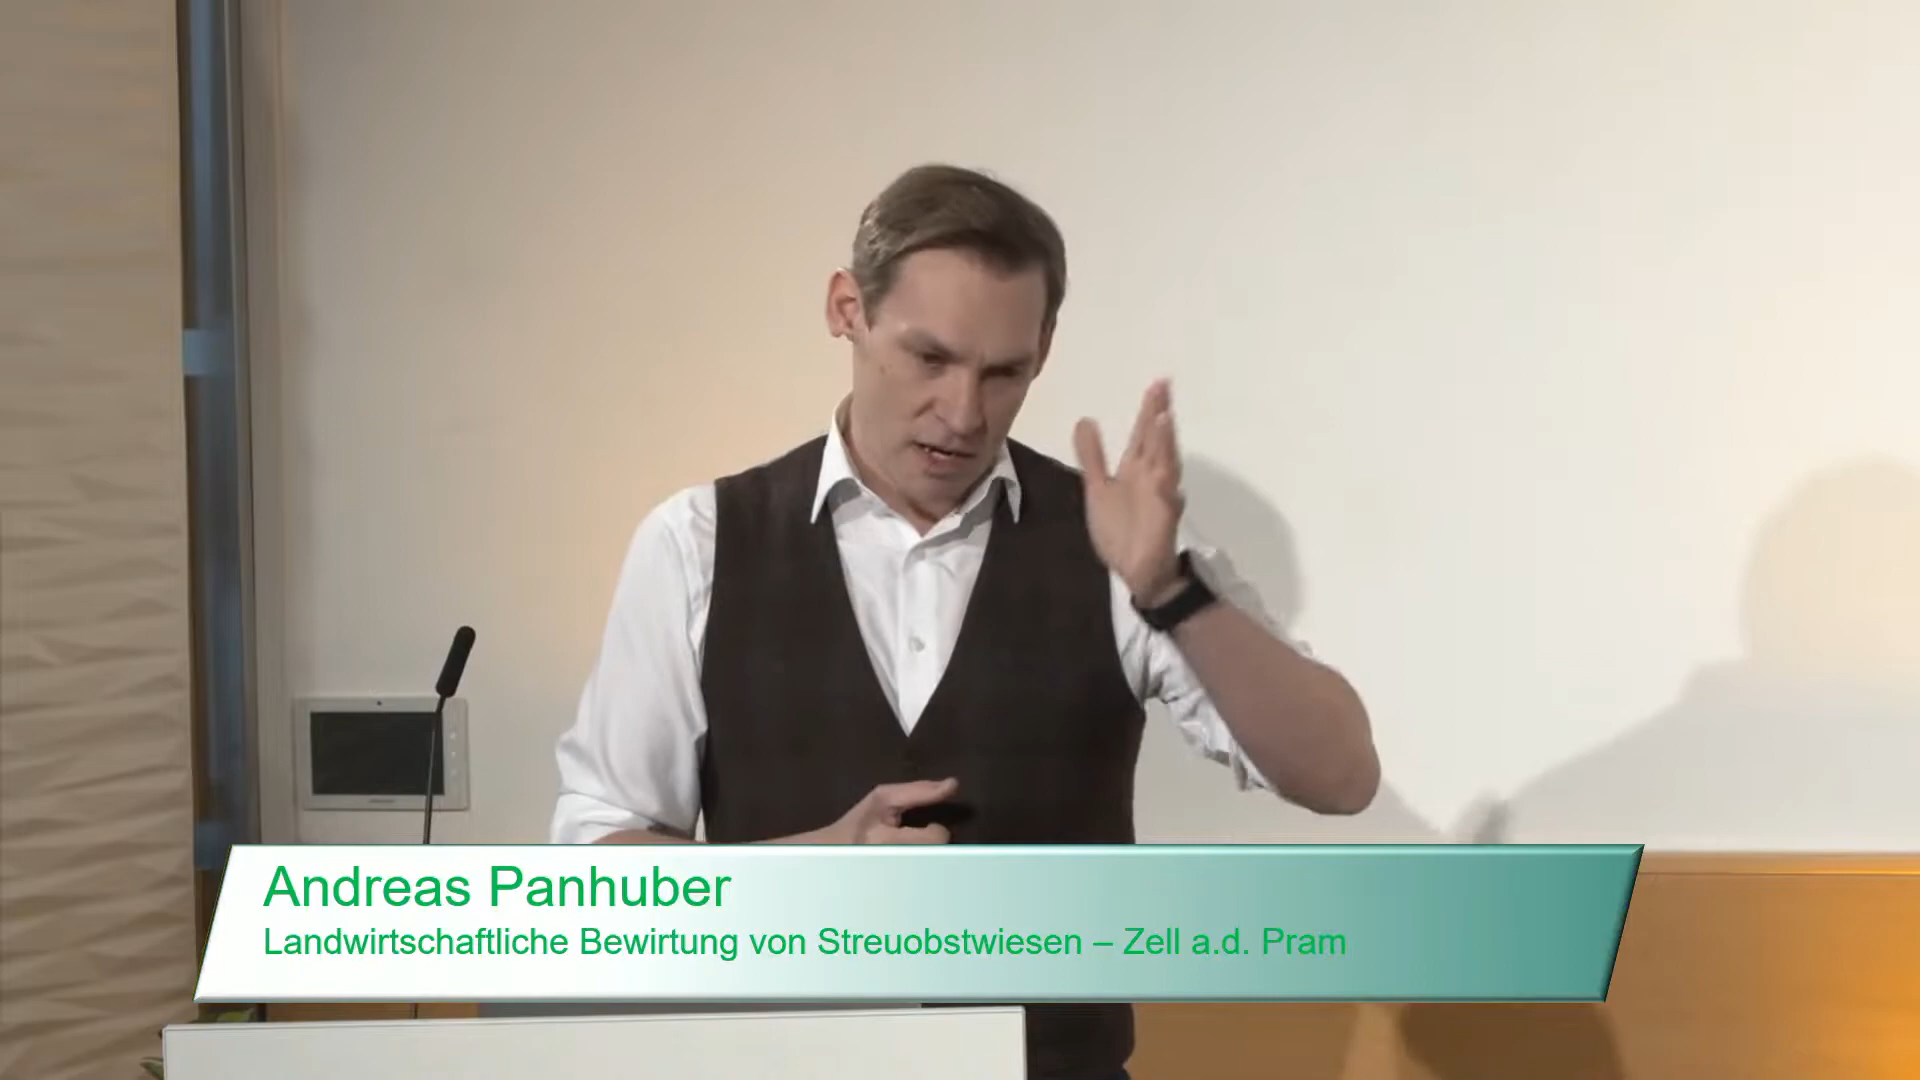 Andreas Panhuber
Landwirtschaftliche Bewirtung von Streuobstwiesen – Zell a.d. Pram